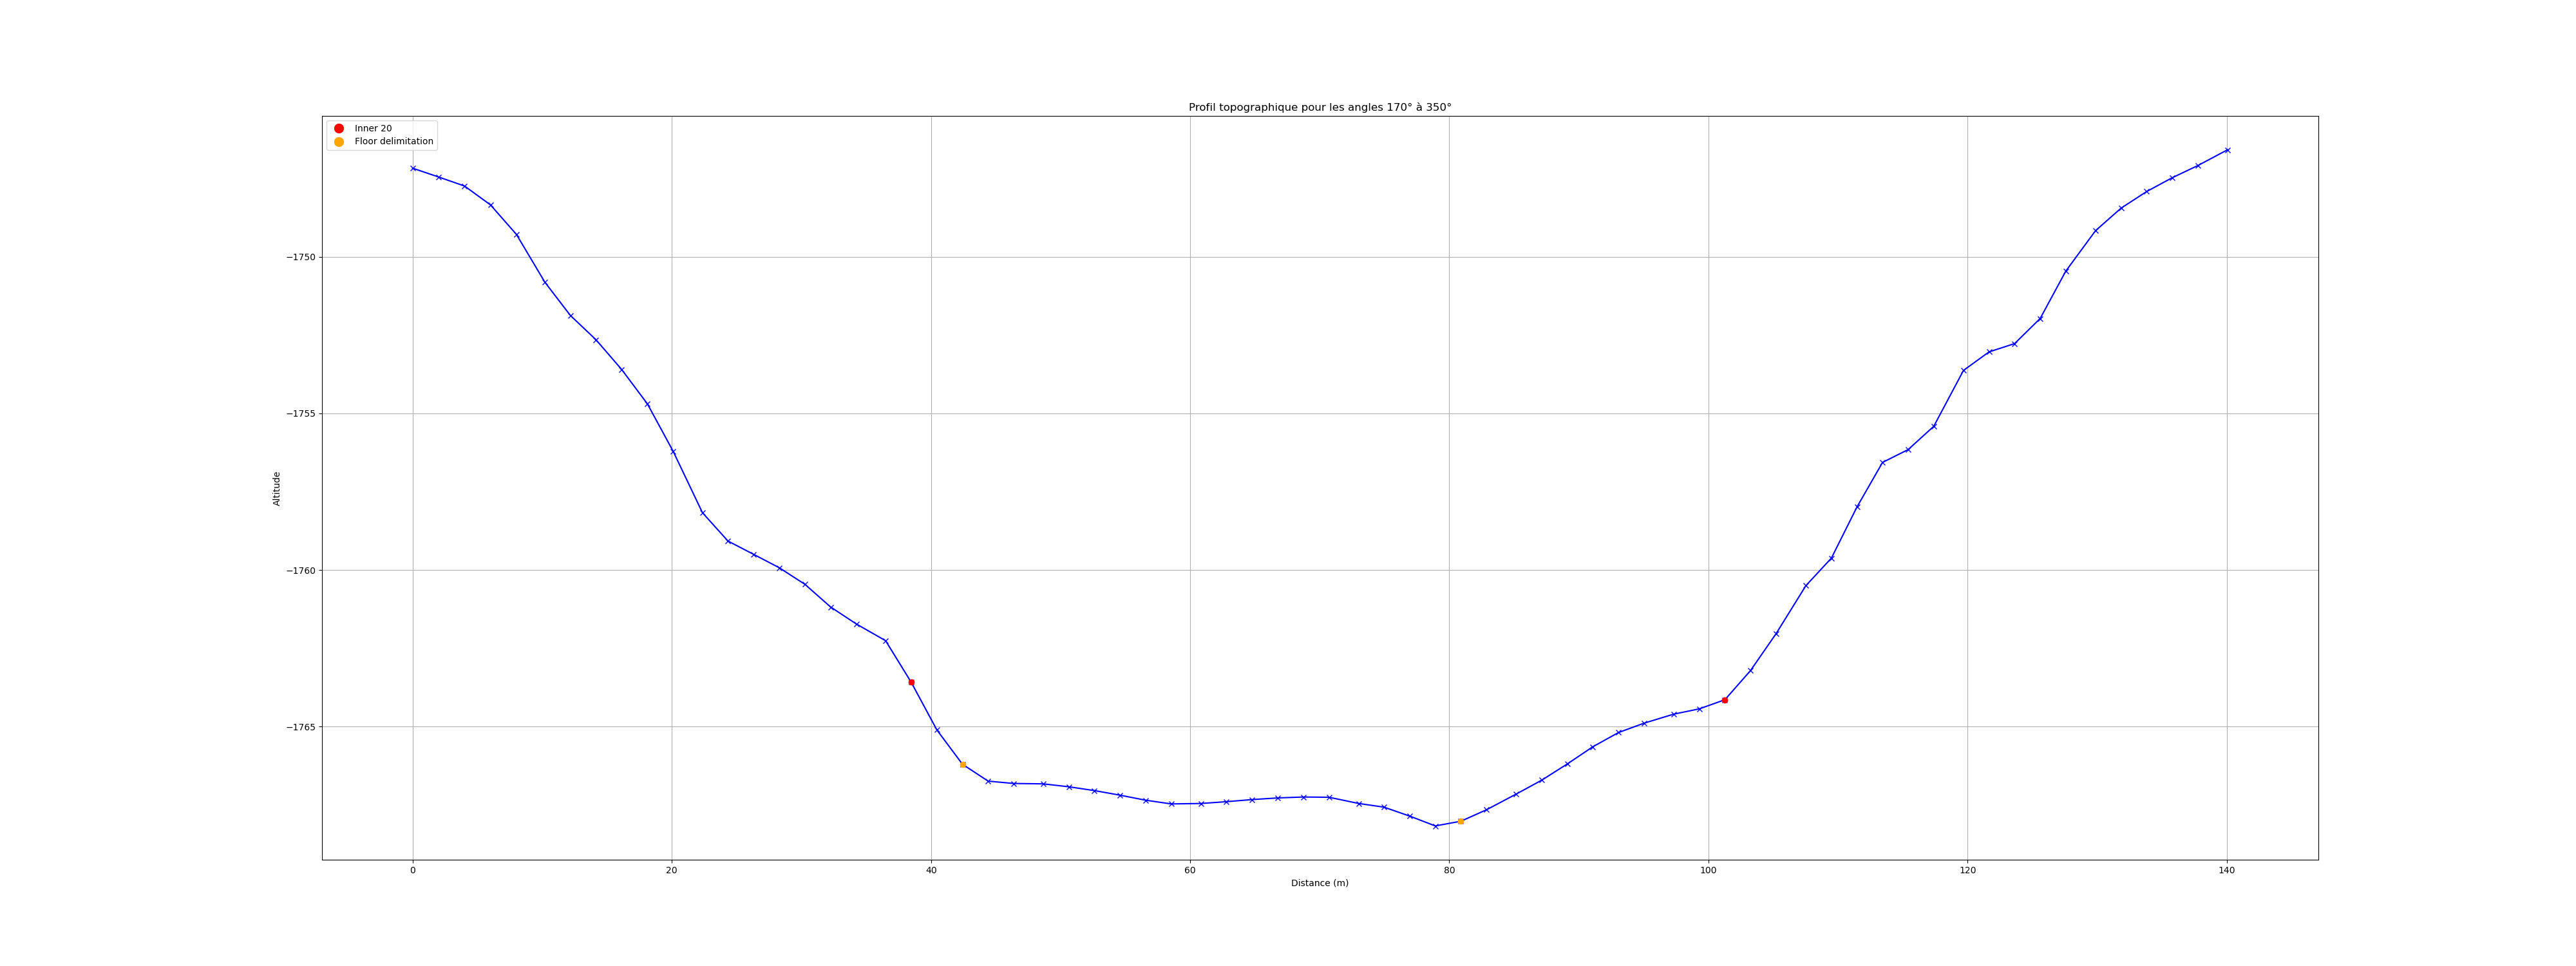 Profil topographique pour les angles 170° à 350°
Inner 20
Floor delimitation
−1750
−1755
−1760
−1765
Altitude
0 20 40 60 80 100 120 140
Distance (m)